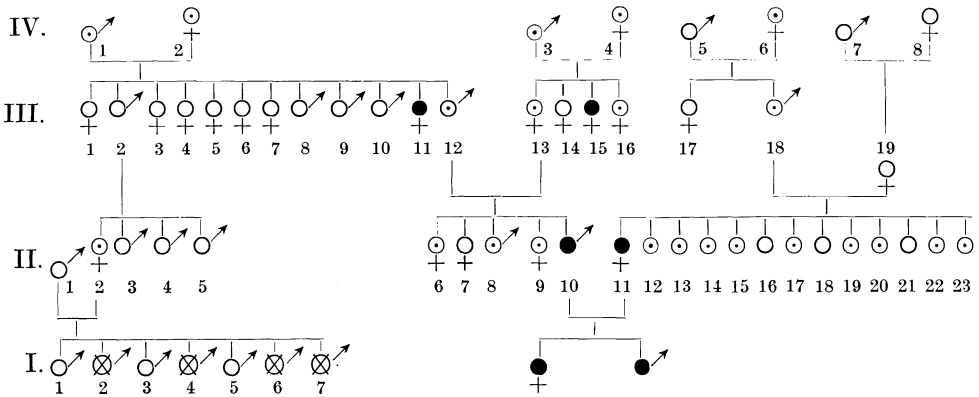 IV.
1 2 3 4 5 6 7 8
III.
1 2 3 4 5 6 7 8 9 10 11 12 13 14 15 16 17 18 19
II.
1 2 3 4 5 6 7 8 9 10 11 12 13 14 15 16 17 18 19 20 21 22 23
I.
1 2 3 4 5 6 7